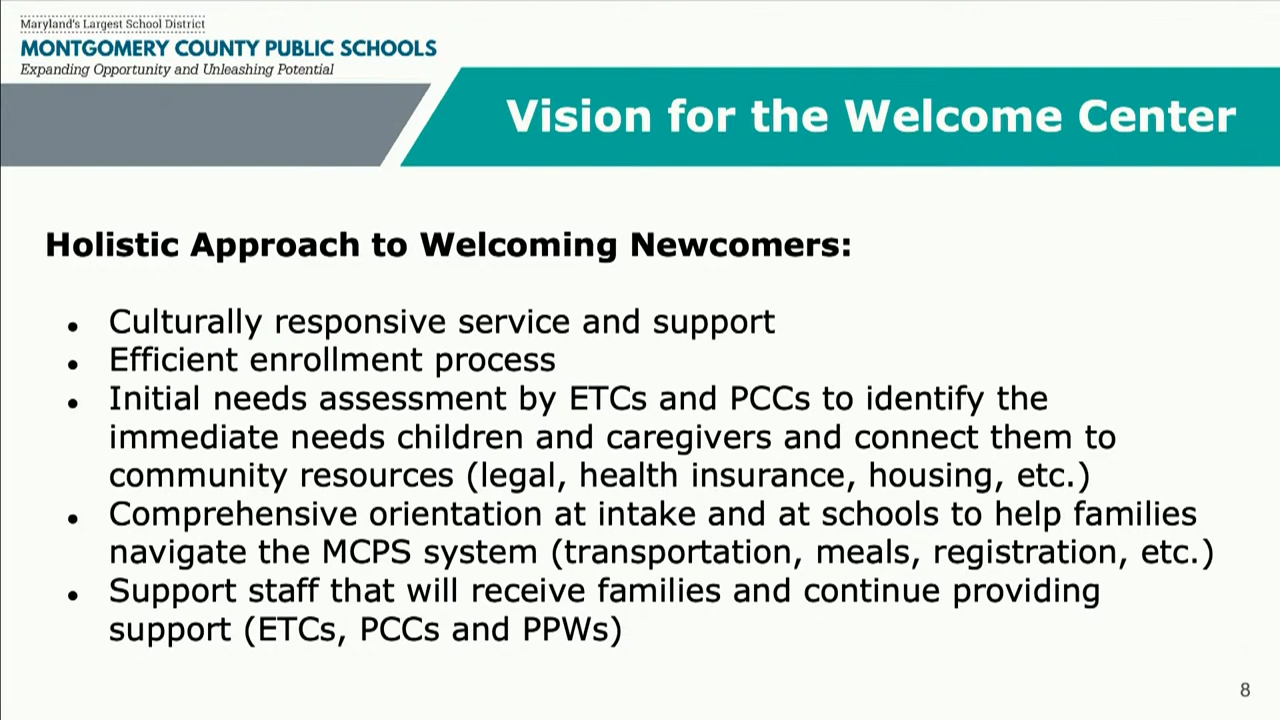 Maryland's Largest School District
MONTGOMERY COUNTY PUBLIC SCHOOLS
Expanding Opportunity and Unleashing Potential
Vision for the Welcome Center
Holistic Approach to Welcoming Newcomers:
● Culturally responsive service and support
● Efficient enrollment process
● Initial needs assessment by ETCs and PCCs to identify the
immediate needs children and caregivers and connect them to
community resources (legal, health insurance, housing, etc.)
● Comprehensive orientation at intake and at schools to help families
navigate the MCPS system (transportation, meals, registration, etc.)
● Support staff that will receive families and continue providing
support (ETCs, PCCs and PPWs)
8